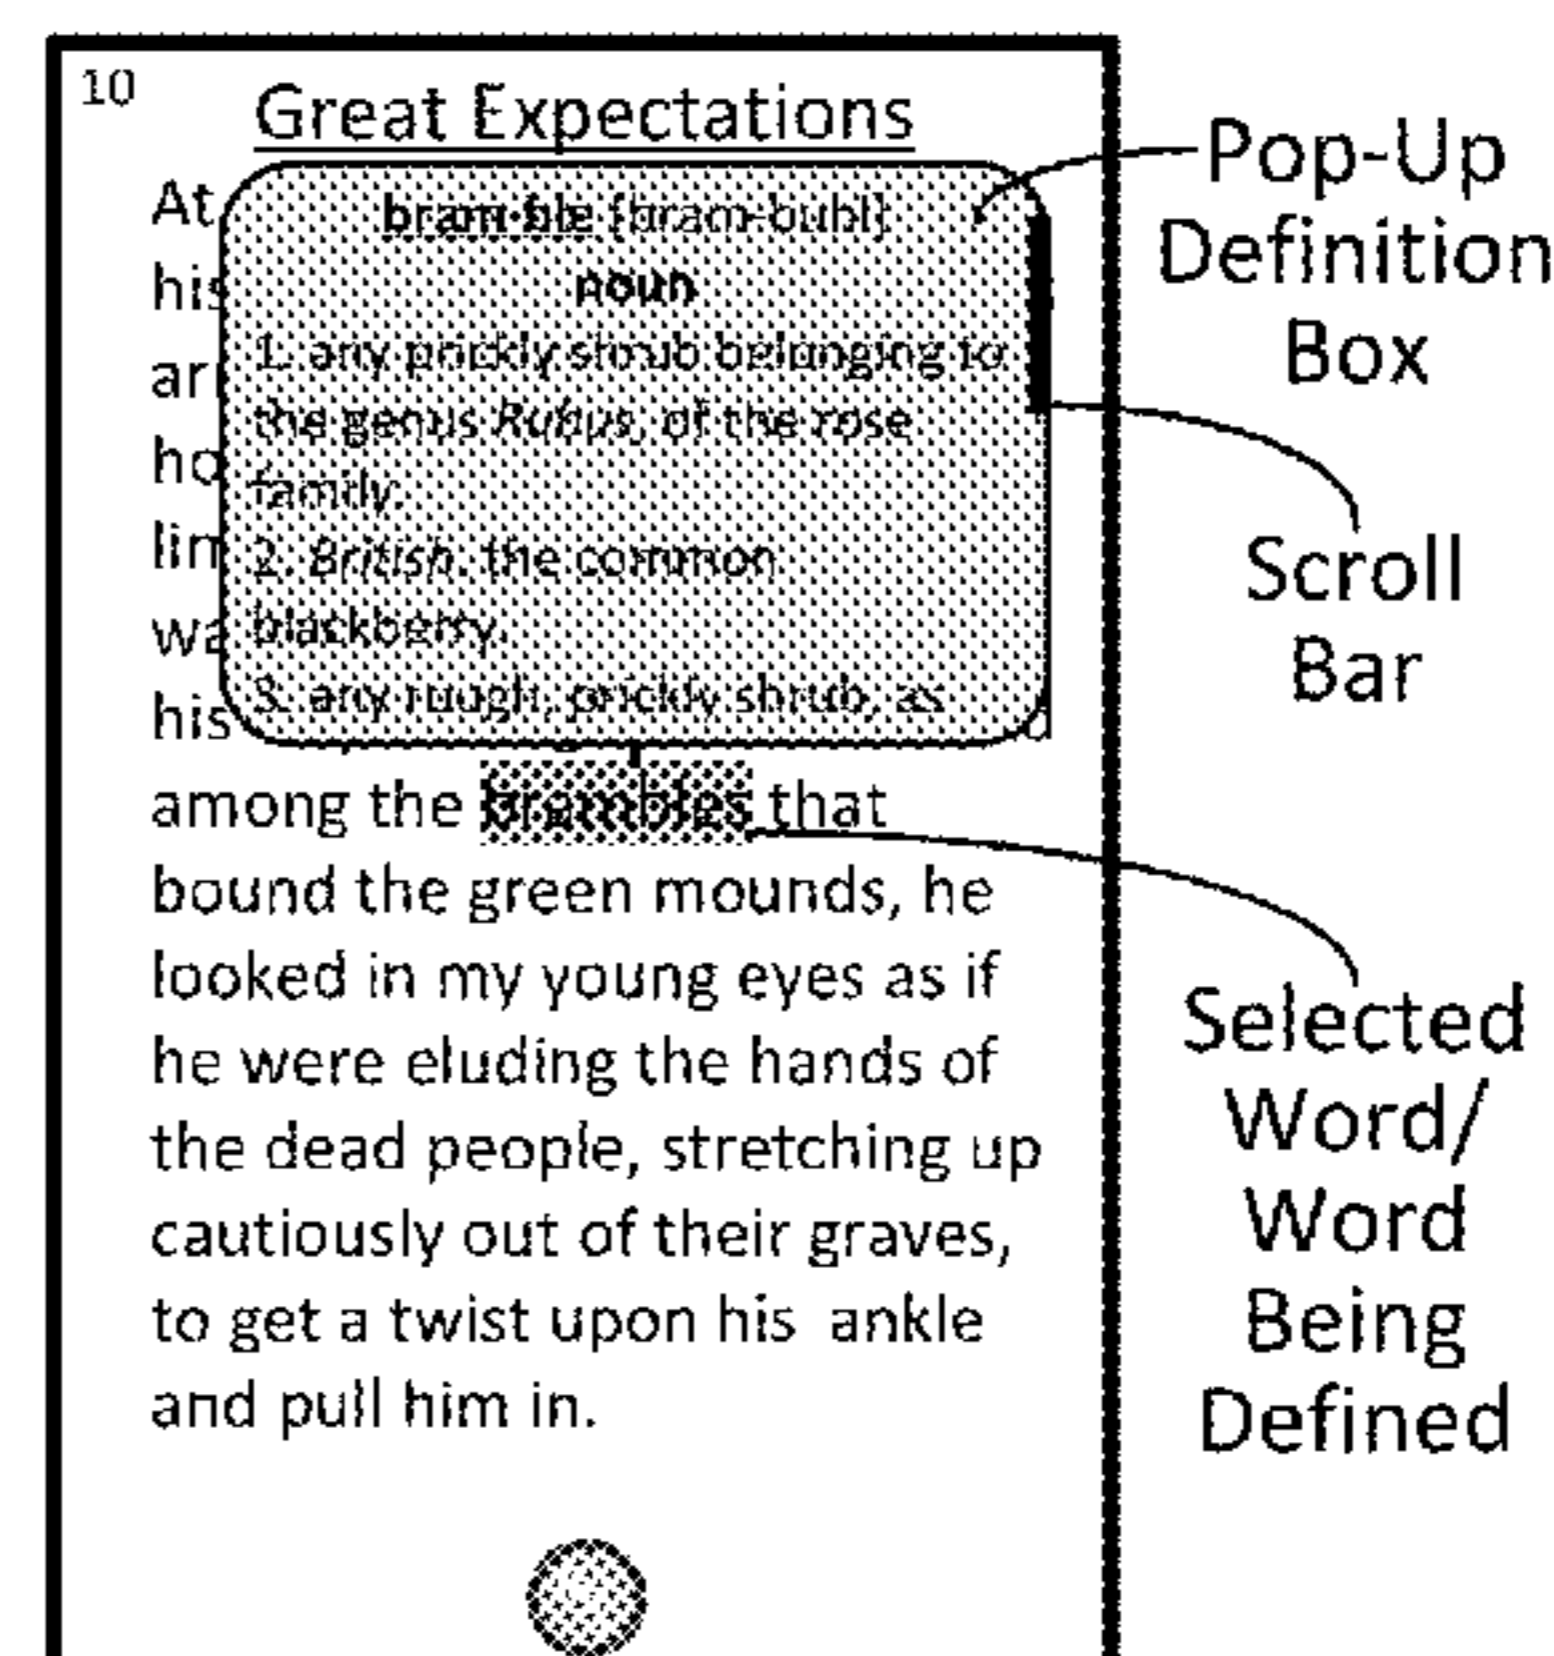 10
Great Expectations
At
his
ho
wa
his
bram·ble [bram-buhl]
noun
1. any prickly shrub belonging to
the genus Rubus, of the rose
family.
2. British. the common
blackberry.
3. any rough, prickly shrub, as
among the brambles that
bound the green mounds, he
looked in my young eyes as if
he were eluding the hands of
the dead people, stretching up
cautiously out of their graves,
to get a twist upon his ankle
and pull him in.
Pop-Up
Definition
Box
Scroll
Bar
Selected
Word/
Word
Being
Defined